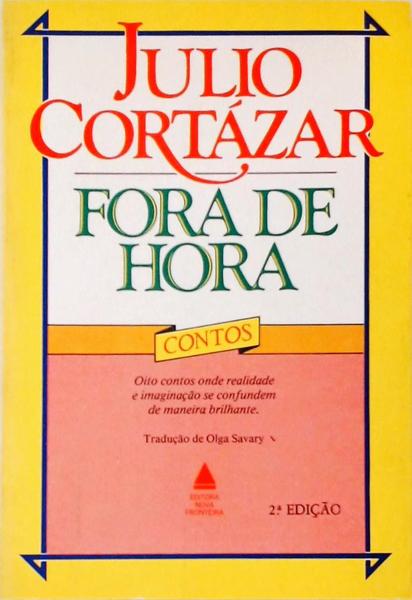 JULIO
CORTÁZAR
FORA DE
HORA
CONTOS
Oito contos onde realidade
e imaginação se confundem
de maneira brilhante.
Tradução de Olga Savary
EDITORA
NOVA
FRONTEIRA
2.ª EDIÇÃO